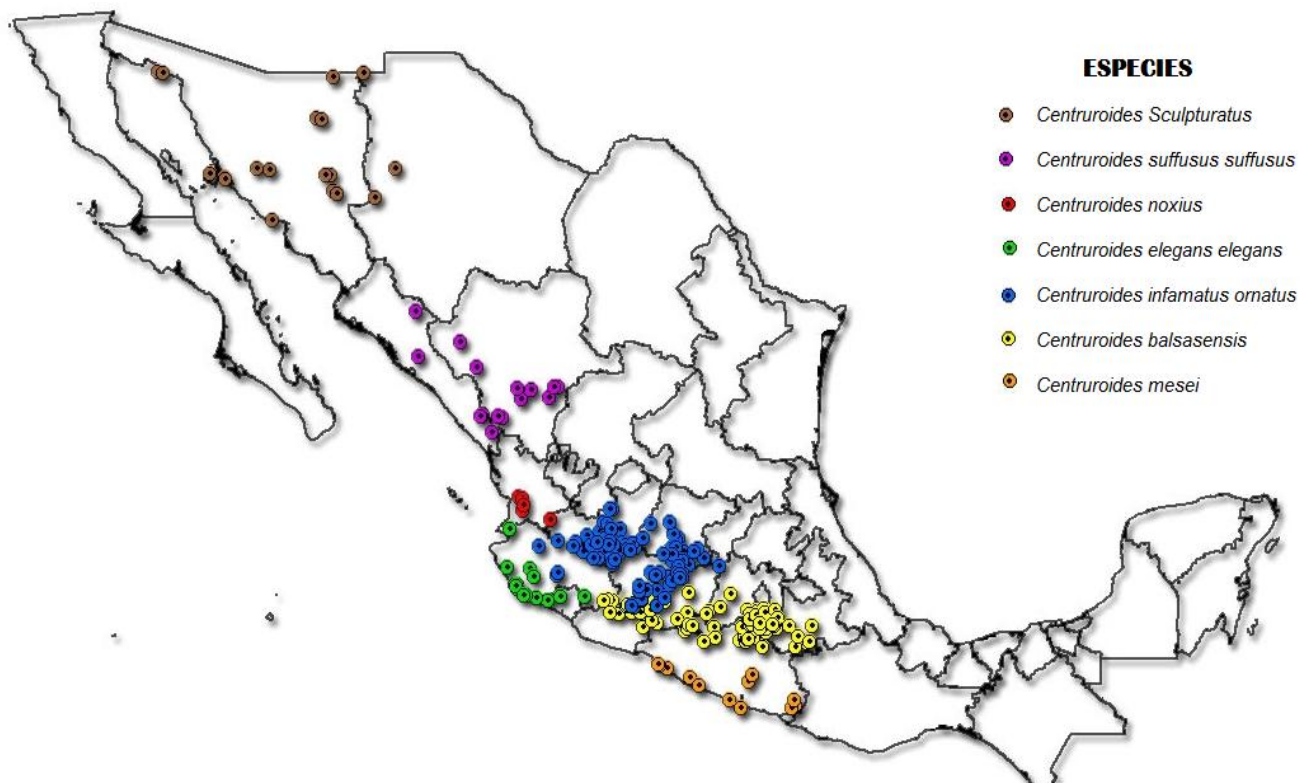 ESPECIES
Centruroides Sculpturatus
Centruroides suffusus suffusus
Centruroides noxius
Centruroides elegans elegans
Centruroides infamatus ornatus
Centruroides balsasensis
Centruroides mesei